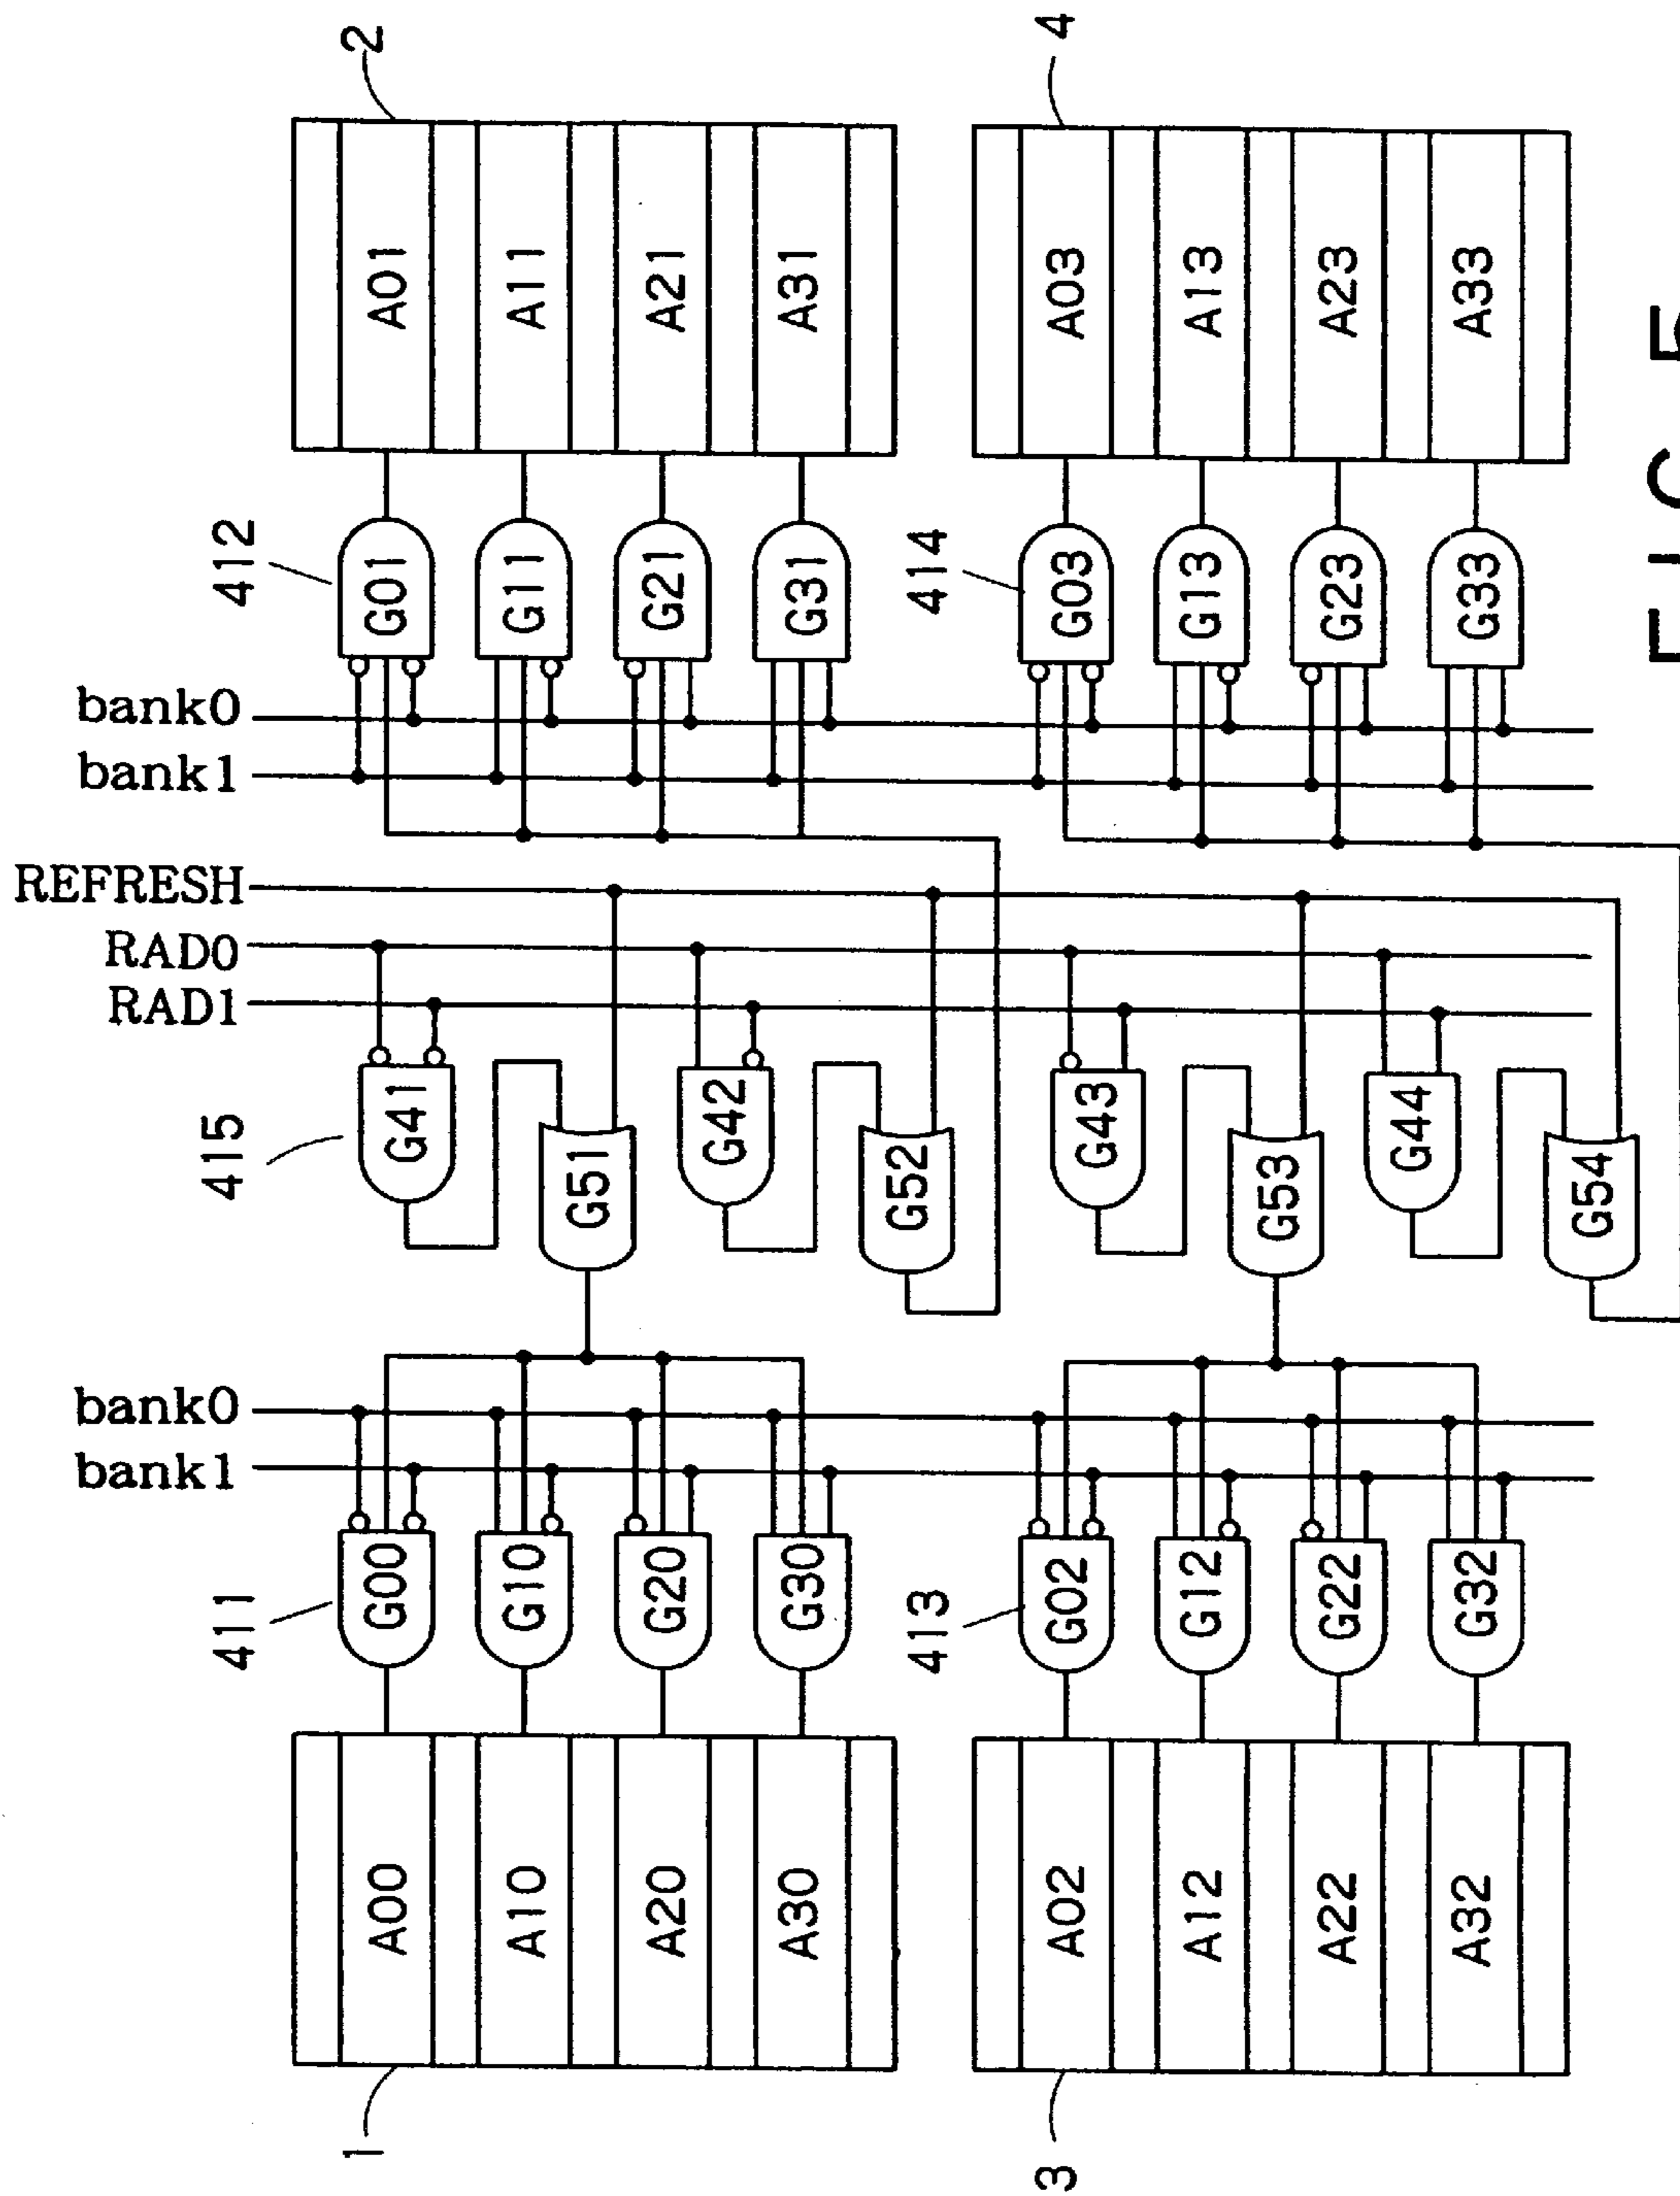 2
4
A01
A11
A21
A31
A03
A13
A23
A33
412
414
G01
G11
G21
G31
G03
G13
G23
G33
bank0
bank1
REFRESH
RAD0
RAD1
415
G41
G51
G42
G52
G43
G53
G44
G54
bank0
bank1
411
413
G00
G10
G20
G30
G02
G12
G22
G32
A00
A10
A20
A30
A02
A12
A22
A32
1
3